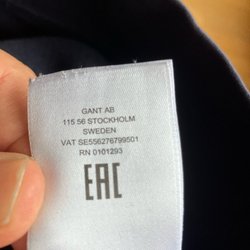 GANT AB
115 56 STOCKHOLM
SWEDEN
VAT SE556276799501
RN 0101293
EAC